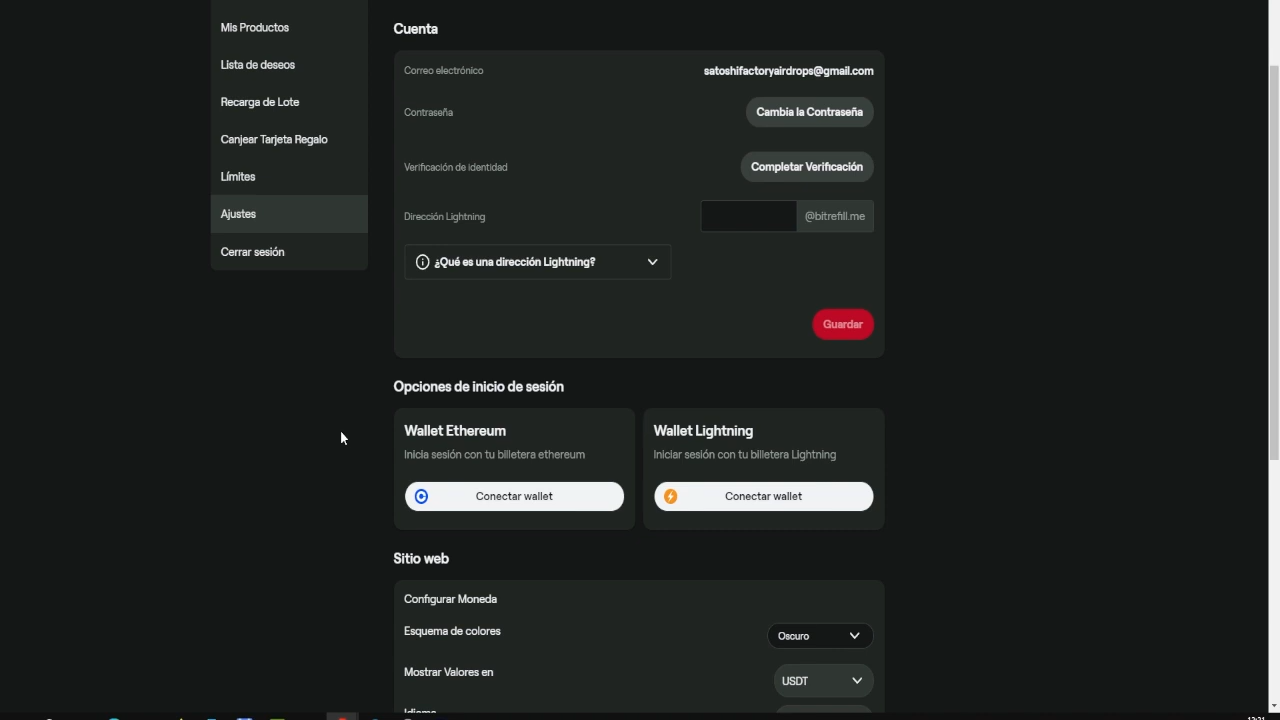 Mis Productos
Lista de deseos
Recarga de Lote
Canjear Tarjeta Regalo
Límites
Ajustes
Cerrar sesión
Cuenta
Correo electrónico satoshifactoryairdrops@gmail.com
Contraseña Cambia la Contraseña
Verificación de identidad Completar Verificación
Dirección Lightning @bitrefill.me
¿Qué es una dirección Lightning?
Guardar
Opciones de inicio de sesión
Wallet Ethereum
Inicia sesión con tu billetera ethereum
Conectar wallet
Wallet Lightning
Iniciar sesión con tu billetera Lightning
Conectar wallet
Sitio web
Configurar Moneda
Esquema de colores Oscuro
Mostrar Valores en USDT
Idioma